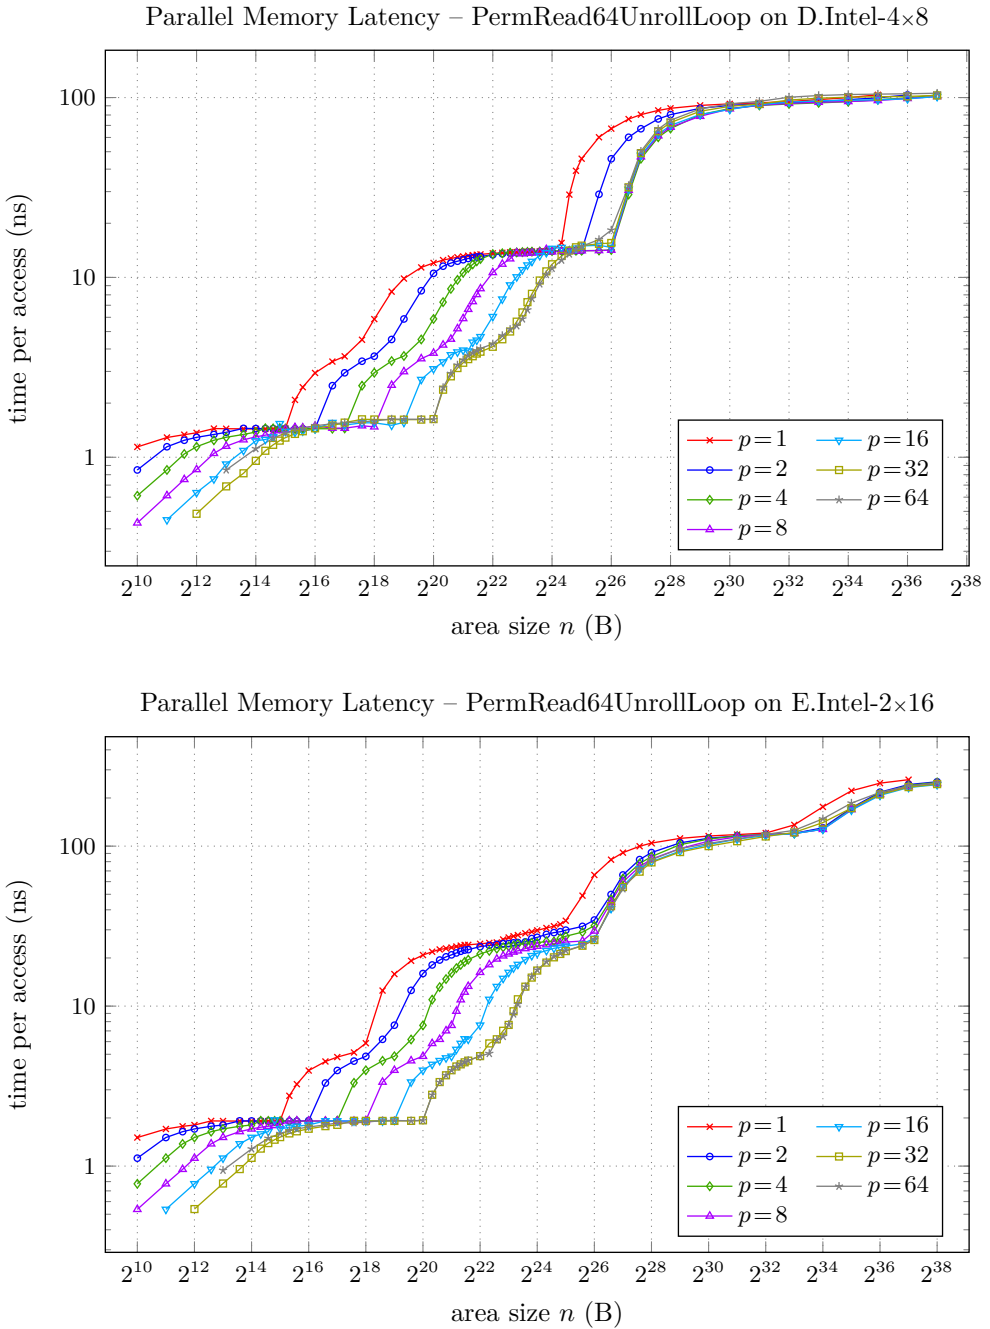 Parallel Memory Latency – PermRead64UnrollLoop on D.Intel-4×8
time per access (ns)
100
10
1
2^10 2^12 2^14 2^16 2^18 2^20 2^22 2^24 2^26 2^28 2^30 2^32 2^34 2^36 2^38
area size n (B)
p=1 p=16
p=2 p=32
p=4 p=64
p=8
Parallel Memory Latency – PermRead64UnrollLoop on E.Intel-2×16
time per access (ns)
100
10
1
2^10 2^12 2^14 2^16 2^18 2^20 2^22 2^24 2^26 2^28 2^30 2^32 2^34 2^36 2^38
area size n (B)
p=1 p=16
p=2 p=32
p=4 p=64
p=8